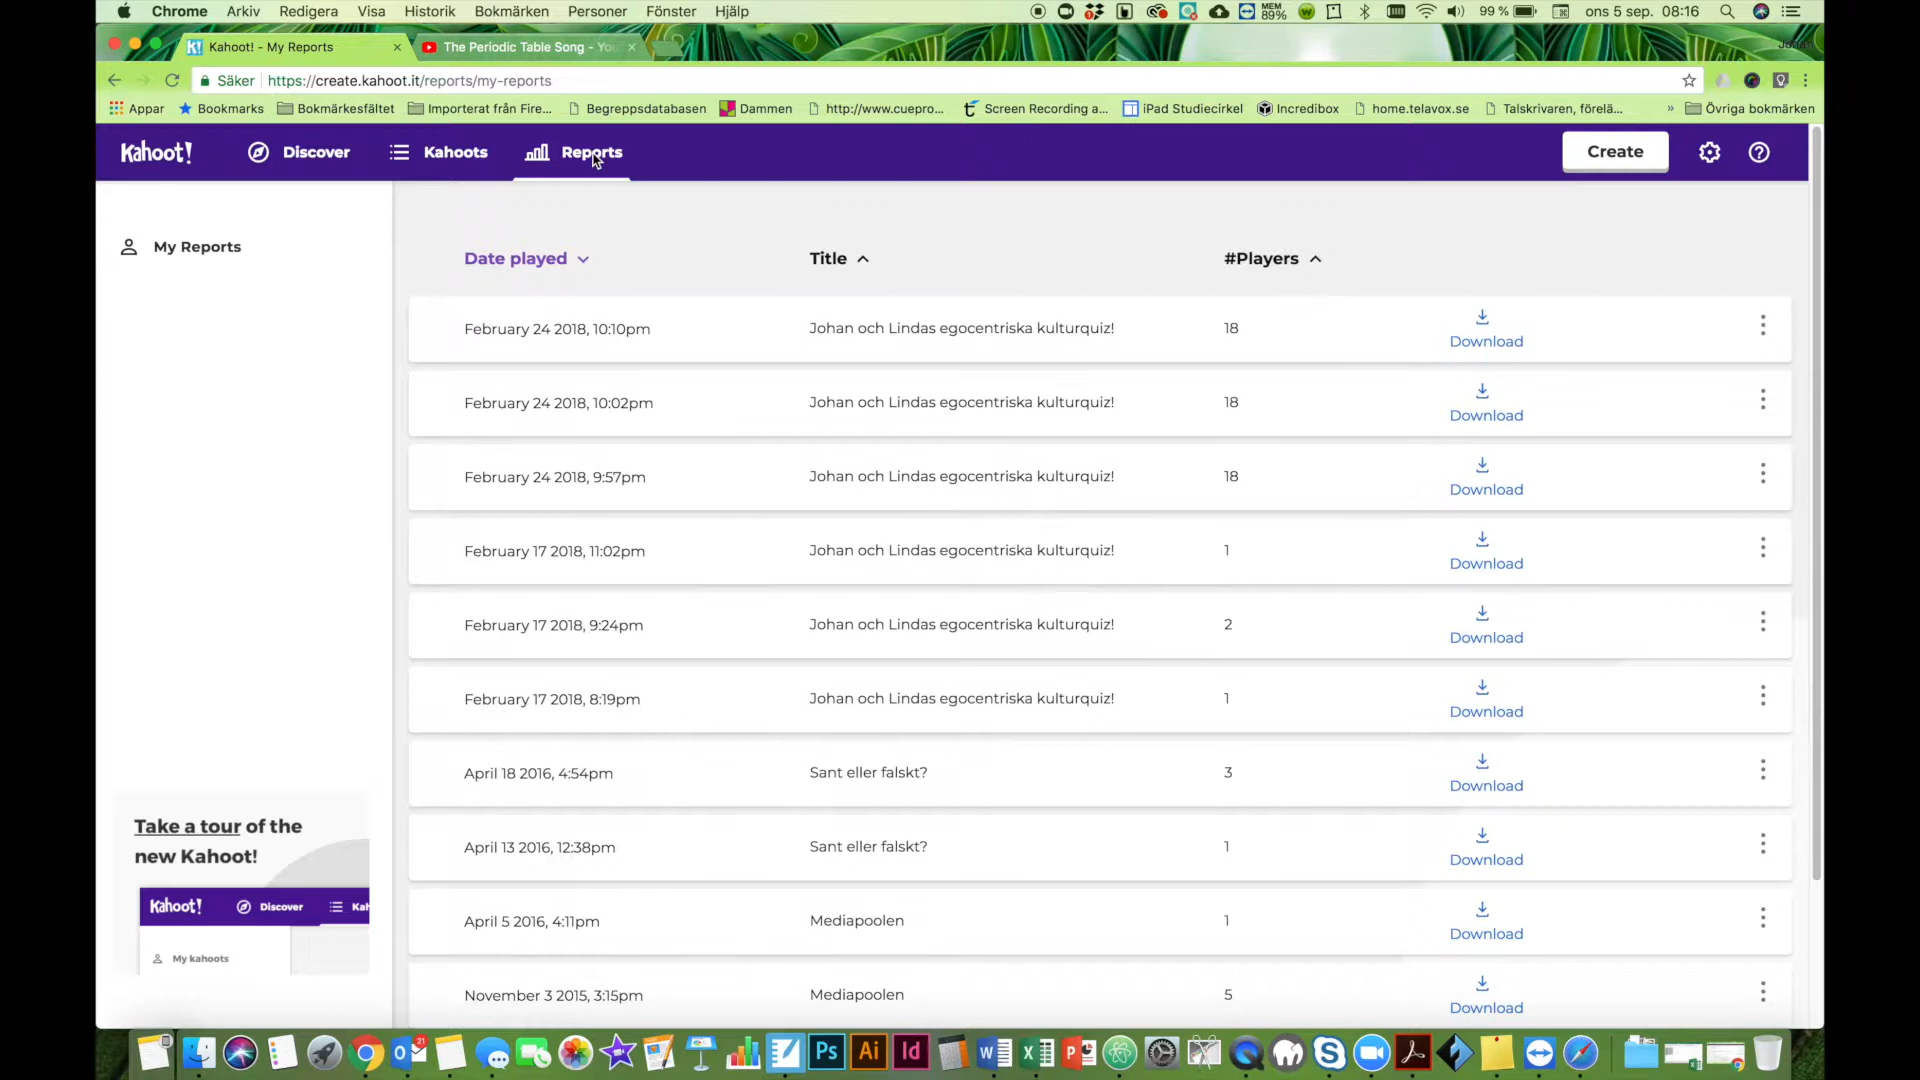 Chrome Arkiv Redigera Visa Historik Bokmärken Personer Fönster Hjälp MEM 89% 99 % ons 5 sep. 08:16
Kahoot! - My Reports The Periodic Table Song - Yo
Säker https://create.kahoot.it/reports/my-reports
Appar Bookmarks Bokmärkesfältet Importerat från Fire... Begreppsdatabasen Dammen http://www.cuepro... Screen Recording a... iPad Studiecirkel Incredibox home.telavox.se Talskrivaren, förelä... » Övriga bokmärken
Kahoot! Discover Kahoots Reports Create
My Reports
Date played Title #Players
February 24 2018, 10:10pm Johan och Lindas egocentriska kulturquiz! 18 Download
February 24 2018, 10:02pm Johan och Lindas egocentriska kulturquiz! 18 Download
February 24 2018, 9:57pm Johan och Lindas egocentriska kulturquiz! 18 Download
February 17 2018, 11:02pm Johan och Lindas egocentriska kulturquiz! 1 Download
February 17 2018, 9:24pm Johan och Lindas egocentriska kulturquiz! 2 Download
February 17 2018, 8:19pm Johan och Lindas egocentriska kulturquiz! 1 Download
April 18 2016, 4:54pm Sant eller falskt? 3 Download
April 13 2016, 12:38pm Sant eller falskt? 1 Download
April 5 2016, 4:11pm Mediapoolen 1 Download
November 3 2015, 3:15pm Mediapoolen 5 Download
Take a tour of the
new Kahoot!
Kahoot! Discover Kah
My kahoots
21 Ps Ai Id